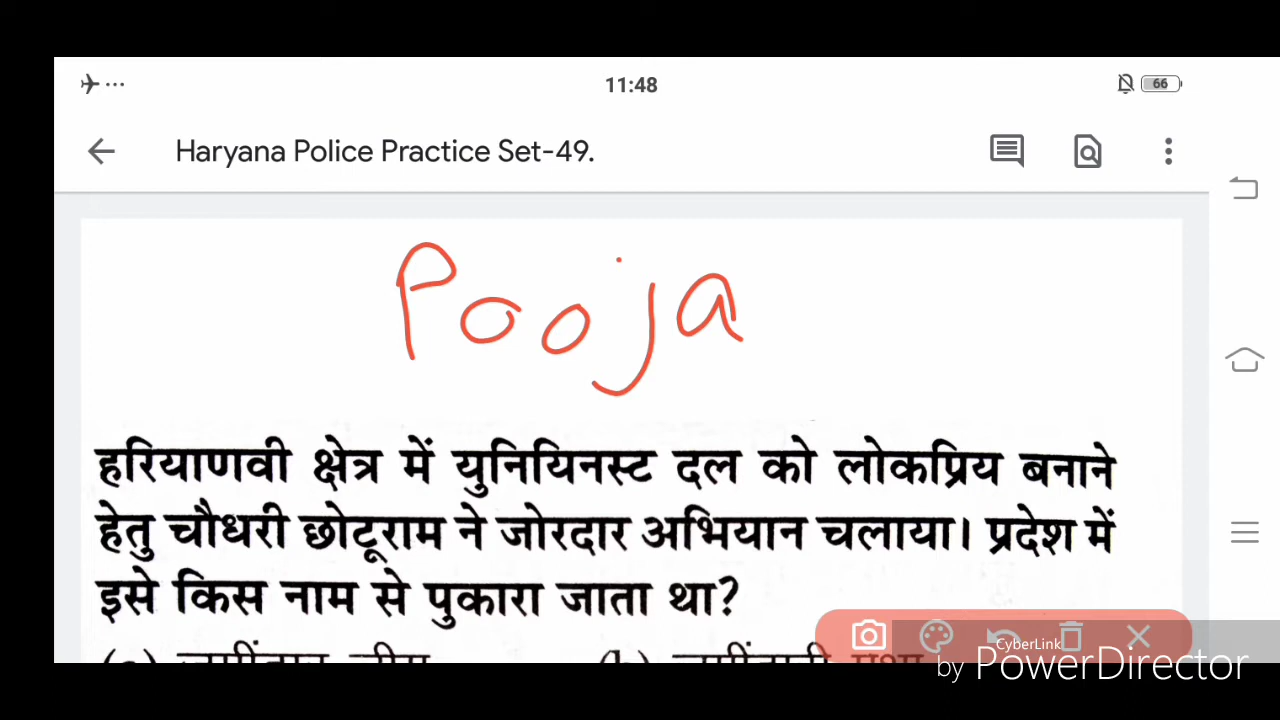 11:48
66
Haryana Police Practice Set-49.
Pooja
हरियाणवी क्षेत्र में युनियिनस्ट दल को लोकप्रिय बनाने
हेतु चौधरी छोटूराम ने जोरदार अभियान चलाया। प्रदेश में
इसे किस नाम से पुकारा जाता था?
CyberLink
by PowerDirector